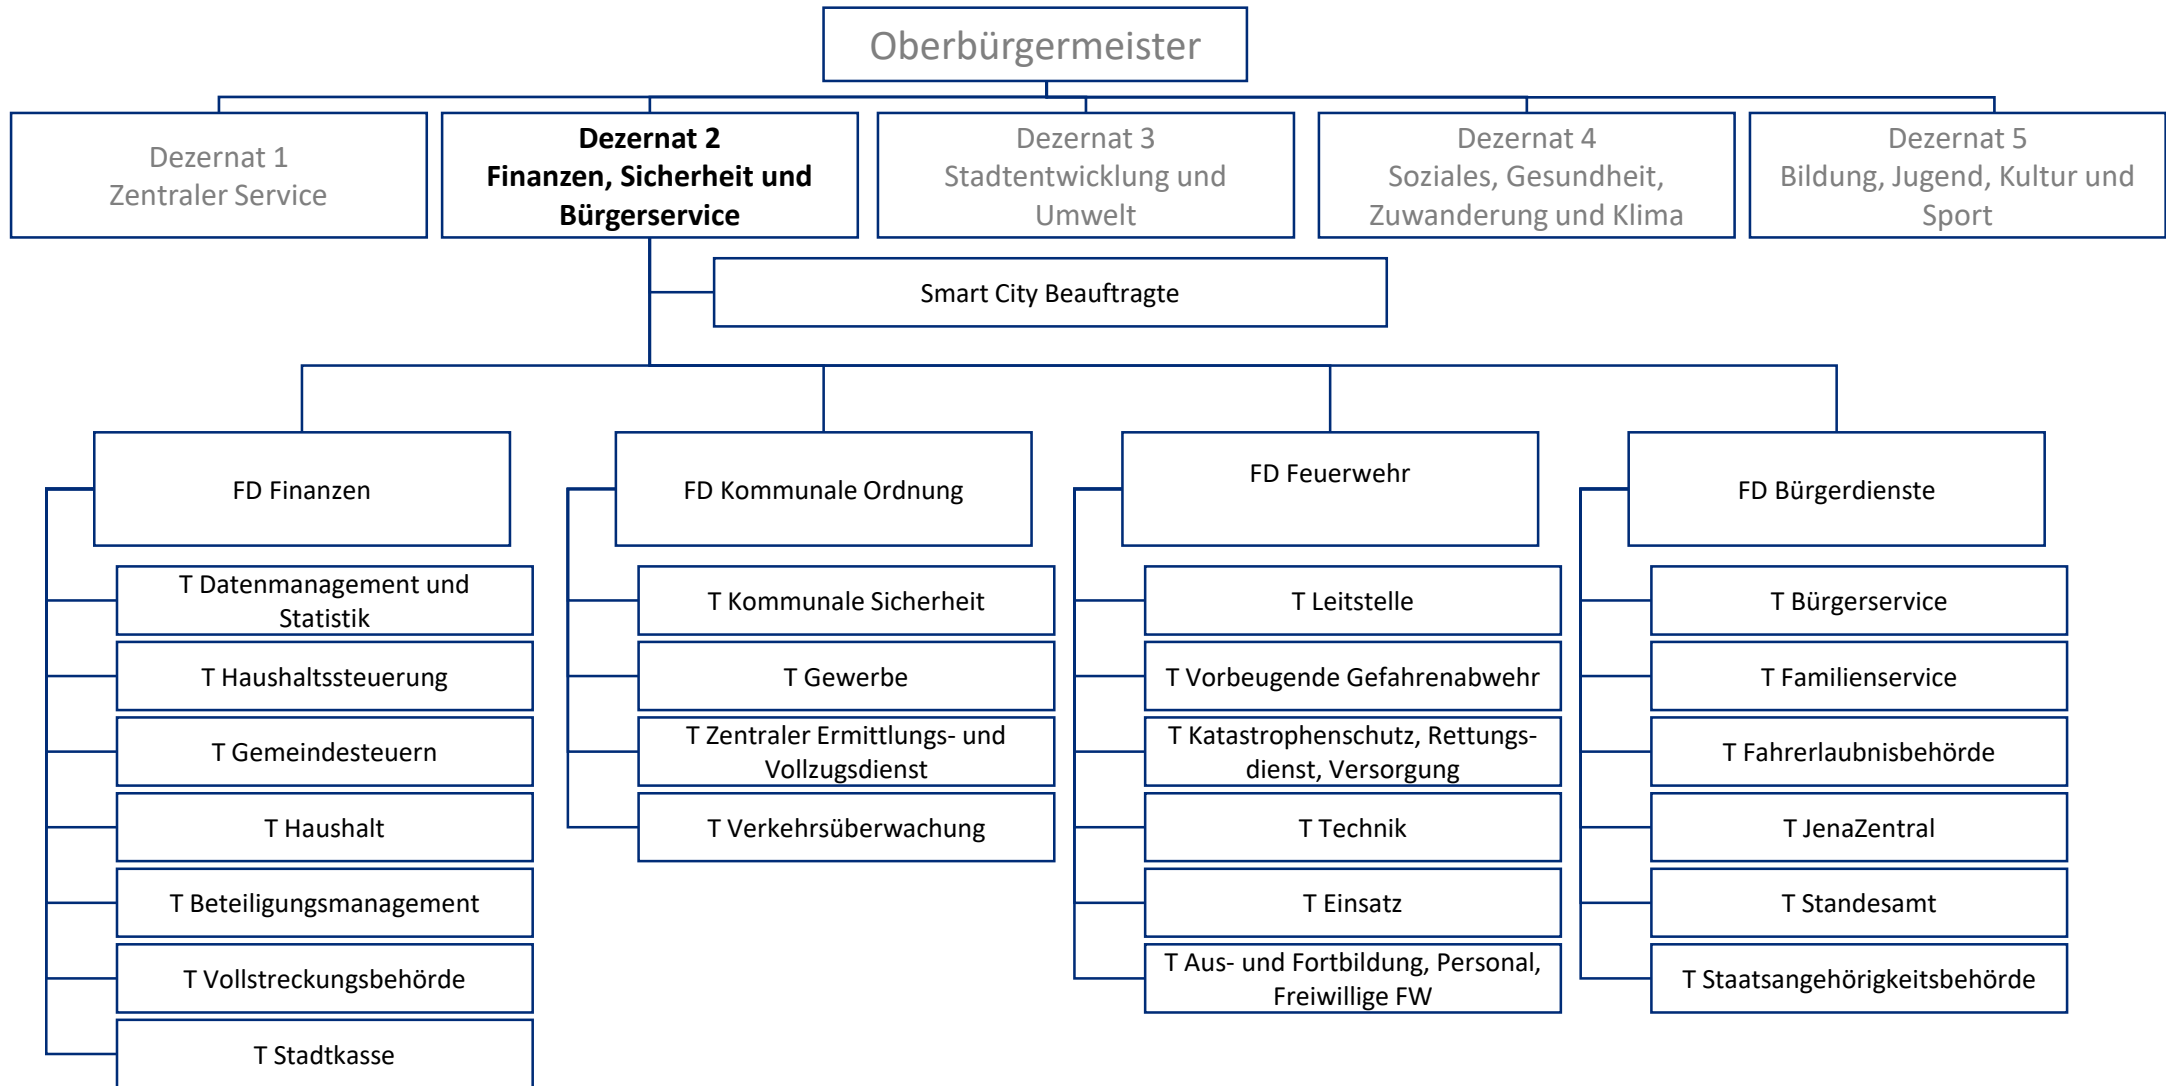 Oberbürgermeister
Dezernat 1
Zentraler Service
Dezernat 2
Finanzen, Sicherheit und
Bürgerservice
Dezernat 3
Stadtentwicklung und
Umwelt
Dezernat 4
Soziales, Gesundheit,
Zuwanderung und Klima
Dezernat 5
Bildung, Jugend, Kultur und
Sport
Smart City Beauftragte
FD Finanzen
T Datenmanagement und
Statistik
T Haushaltssteuerung
T Gemeindesteuern
T Haushalt
T Beteiligungsmanagement
T Vollstreckungsbehörde
T Stadtkasse
FD Kommunale Ordnung
T Kommunale Sicherheit
T Gewerbe
T Zentraler Ermittlungs- und
Vollzugsdienst
T Verkehrsüberwachung
FD Feuerwehr
T Leitstelle
T Vorbeugende Gefahrenabwehr
T Katastrophenschutz, Rettungs-
dienst, Versorgung
T Technik
T Einsatz
T Aus- und Fortbildung, Personal,
Freiwillige FW
FD Bürgerdienste
T Bürgerservice
T Familienservice
T Fahrerlaubnisbehörde
T JenaZentral
T Standesamt
T Staatsangehörigkeitsbehörde